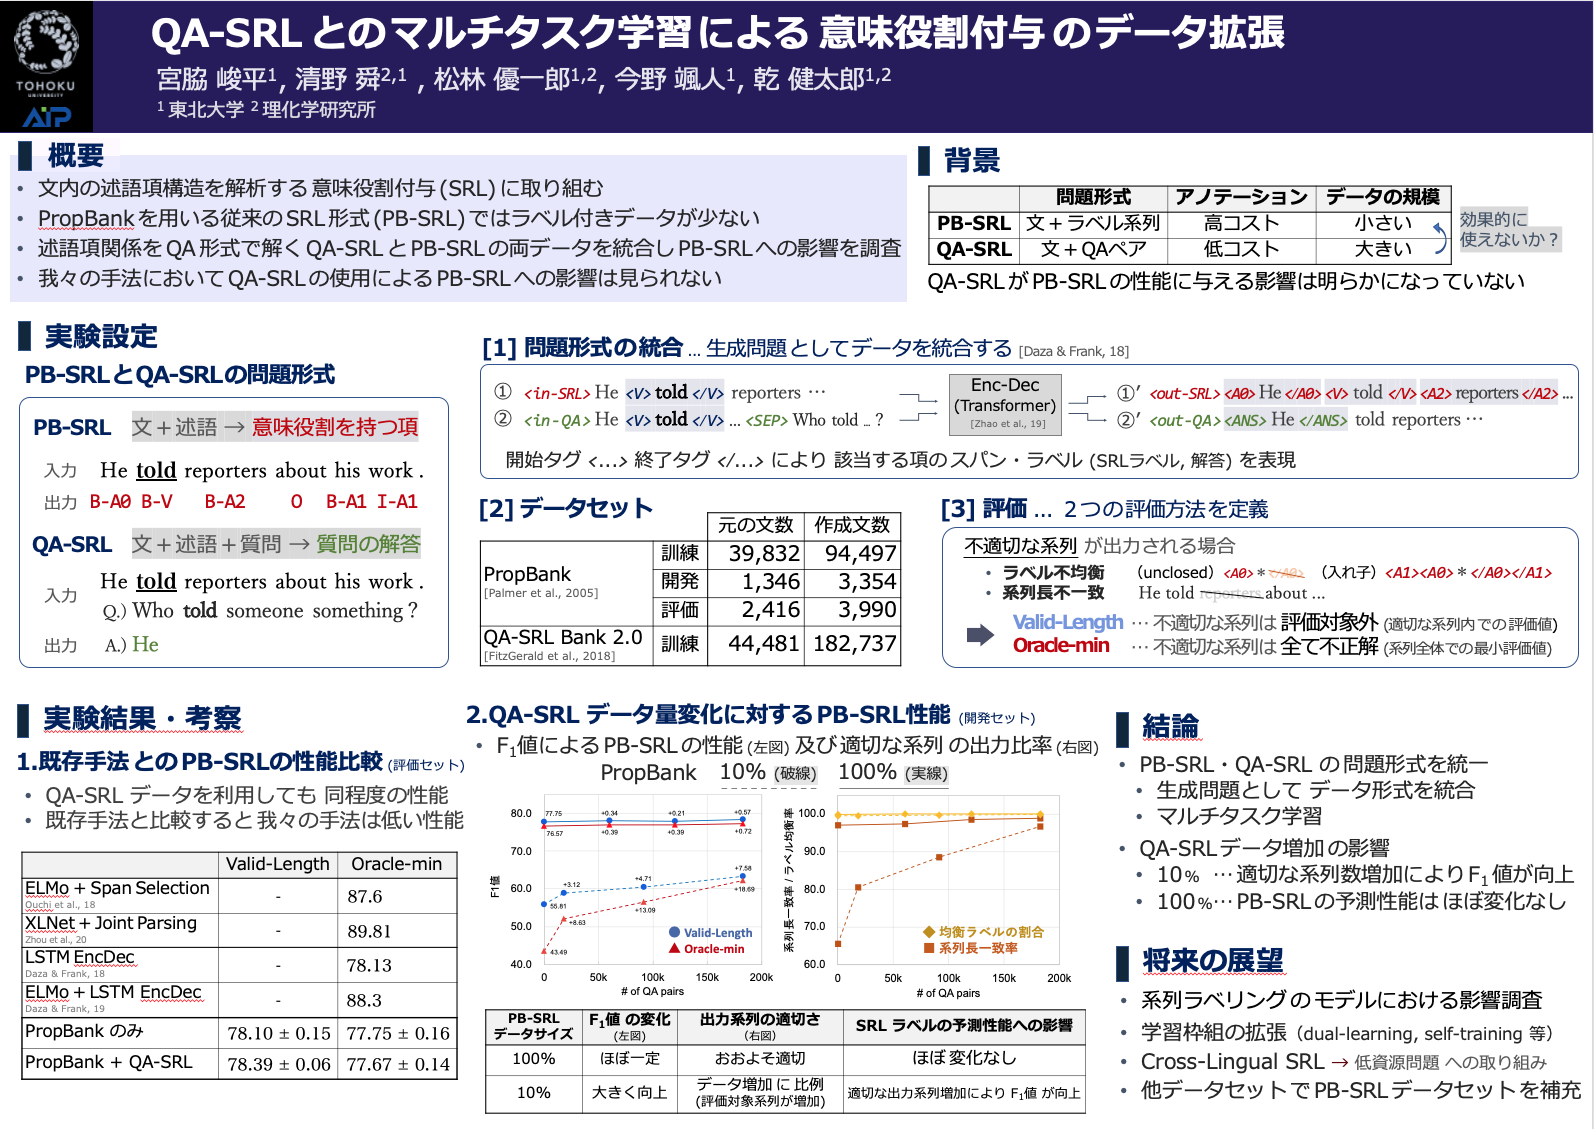 QA-SRL とのマルチタスク学習による 意味役割付与 のデータ拡張
宮脇 峻平1, 清野 舜2,1 , 松林 優一郎1,2, 今野 颯人1, 乾 健太郎1,2
1 東北大学 2 理化学研究所
TOHOKU
UNIVERSITY
AIP
概要
• 文内の述語項構造を解析する 意味役割付与 (SRL) に取り組む
• PropBank を用いる従来の SRL 形式 (PB-SRL) ではラベル付きデータが少ない
• 述語項関係を QA 形式で解く QA-SRL と PB-SRL の両データを統合し PB-SRL への影響を調査
• 我々の手法において QA-SRL の使用による PB-SRL への影響は見られない
背景
問題形式 アノテーション データの規模
PB-SRL 文 + ラベル系列 高コスト 小さい
QA-SRL 文 + QAペア 低コスト 大きい
効果的に
使えないか？
QA-SRL が PB-SRL の性能に与える影響は明らかになっていない
実験設定
PB-SRLとQA-SRLの問題形式
PB-SRL 文 + 述語 → 意味役割を持つ項
入力 He told reporters about his work .
出力 B-A0 B-V B-A2 O B-A1 I-A1
QA-SRL 文 + 述語 + 質問 → 質問の解答
入力 He told reporters about his work .
Q.) Who told someone something ?
出力 A.) He
[1] 問題形式の統合 … 生成問題 としてデータを統合する [Daza & Frank, 18]
① <in-SRL> He <V> told </V> reporters …
② <in-QA> He <V> told </V> … <SEP> Who told … ?
Enc-Dec
(Transformer)
[Zhao et al., 19]
①′ <out-SRL> <A0> He </A0> <V> told </V> <A2> reporters </A2> …
②′ <out-QA> <ANS> He </ANS> told reporters …
開始タグ <...> 終了タグ </...> により 該当する項のスパン・ラベル (SRLラベル, 解答) を表現
[2] データセット
元の文数 作成文数
PropBank
[Palmer et al., 2005]
訓練 39,832 94,497
開発 1,346 3,354
評価 2,416 3,990
QA-SRL Bank 2.0
[FitzGerald et al., 2018]
訓練 44,481 182,737
[3] 評価 … 2つの評価方法を定義
不適切な系列 が出力される場合
• ラベル不均衡 (unclosed) <A0> * </A0> (入れ子) <A1><A0> * </A0></A1>
• 系列長不一致 He told reporters about …
Valid-Length … 不適切な系列は 評価対象外 (適切な系列内での評価値)
Oracle-min … 不適切な系列は 全て不正解 (系列全体での最小評価値)
実験結果・考察
1.既存手法 との PB-SRLの性能比較 (評価セット)
• QA-SRL データを利用しても 同程度の性能
• 既存手法と比較すると 我々の手法は低い性能
Valid-Length Oracle-min
ELMo + Span Selection - 87.6
Ouchi et al., 18
XLNet + Joint Parsing - 89.81
Zhou et al., 20
LSTM EncDec - 78.13
Daza & Frank, 18
ELMo + LSTM EncDec - 88.3
Daza & Frank, 19
PropBank のみ 78.10 ± 0.15 77.75 ± 0.16
PropBank + QA-SRL 78.39 ± 0.06 77.67 ± 0.14
2.QA-SRL データ量変化に対する PB-SRL性能 (開発セット)
• F1値による PB-SRL の性能 (左図) 及び 適切な系列 の出力比率 (右図)
PropBank 10% (破線) 100% (実線)
F1値
80.0
70.0
60.0
50.0
40.0
77.75 +0.34 +0.21 +0.57
76.57 +0.39 +0.39 +0.72
55.81 +3.12 +4.71 +7.58
43.49 +8.63 +13.09 +18.69
Valid-Length
Oracle-min
0 50k 100k 150k 200k
# of QA pairs
系列長一致率 / ラベル均衡率
100.0
90.0
80.0
70.0
60.0
均衡ラベルの割合
系列長一致率
0 50k 100k 150k 200k
# of QA pairs
PB-SRL
データサイズ
F1値 の変化
(左図)
出力系列の適切さ
(右図)
SRL ラベルの予測性能への影響
100% ほぼ一定 おおよそ適切 ほぼ 変化なし
10% 大きく向上 データ増加 に 比例
(評価対象系列が増加)
適切な出力系列増加により F1値 が向上
結論
• PB-SRL・QA-SRL の問題形式を統一
• 生成問題として データ形式を統合
• マルチタスク学習
• QA-SRLデータ増加の影響
• 10% …適切な系列数増加により F1 値が向上
• 100%…PB-SRLの予測性能は ほぼ変化なし
将来の展望
• 系列ラベリングのモデルにおける影響調査
• 学習枠組の拡張 (dual-learning, self-training 等)
• Cross-Lingual SRL → 低資源問題 への取り組み
• 他データセット で PB-SRLデータセット を補充